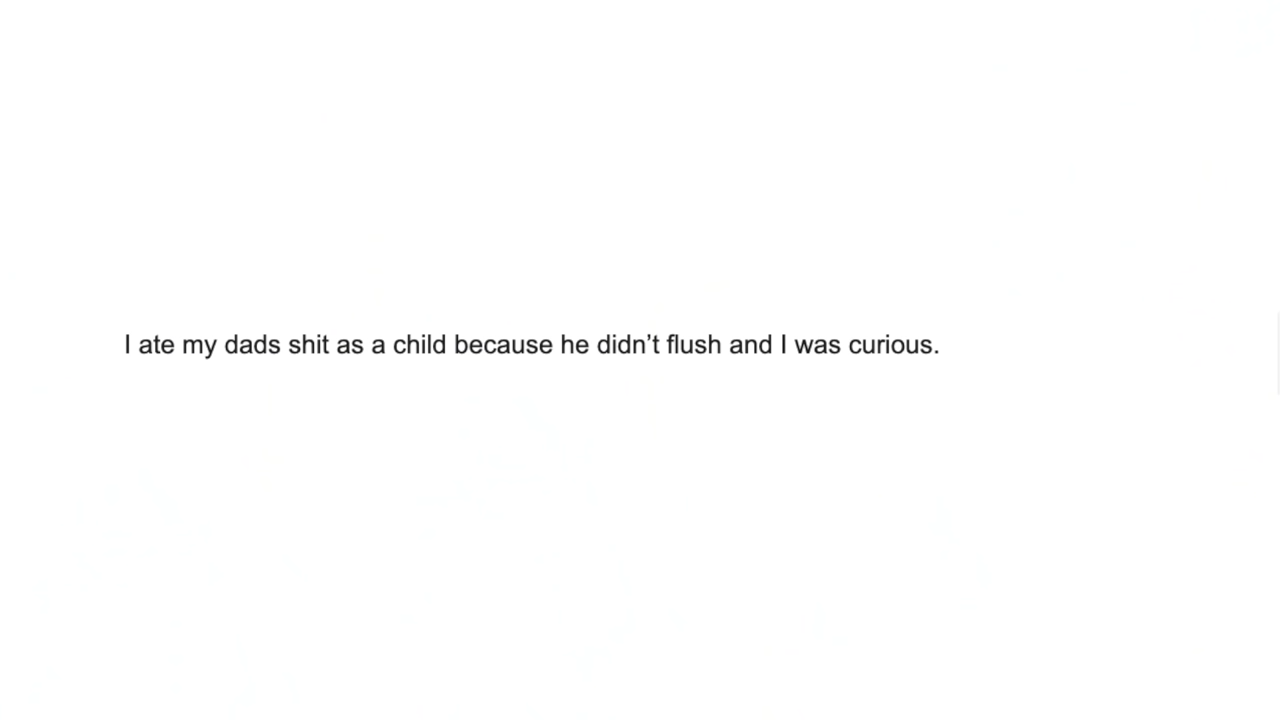 I ate my dads shit as a child because he didn’t flush and I was curious.